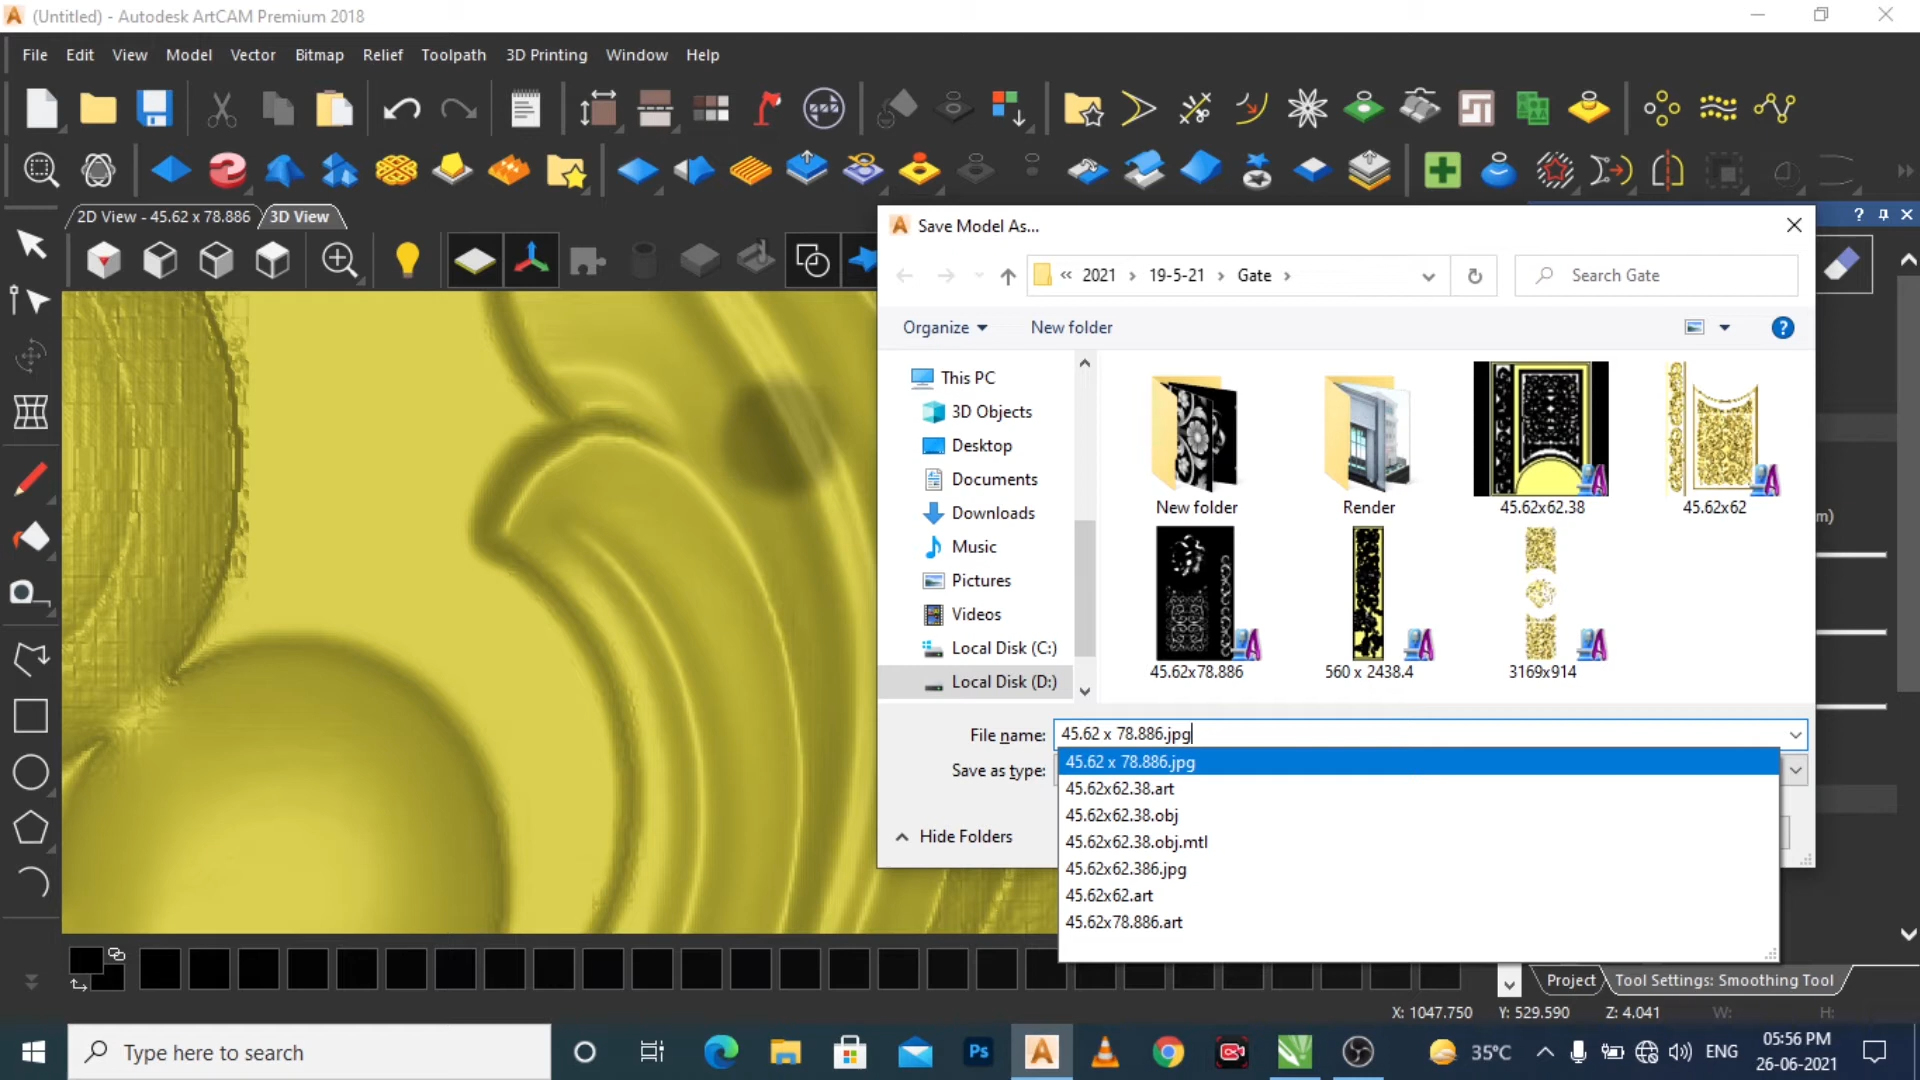 (Untitled) - Autodesk ArtCAM Premium 2018
File Edit View Model Vector Bitmap Relief Toolpath 3D Printing Window Help
2D View - 45.62 x 78.886 3D View
Save Model As...
« 2021 › 19-5-21 › Gate ›
Search Gate
Organize New folder
This PC
3D Objects
Desktop
Documents
Downloads
Music
Pictures
Videos
Local Disk (C:)
Local Disk (D:)
New folder Render 45.62x62.38 45.62x62
45.62x78.886 560 x 2438.4 3169x914
m)
File name: 45.62 x 78.886.jpg
Save as type:
45.62 x 78.886.jpg
45.62x62.38.art
45.62x62.38.obj
45.62x62.38.obj.mtl
45.62x62.386.jpg
45.62x62.art
45.62x78.886.art
Hide Folders
Project Tool Settings: Smoothing Tool
X: 1047.750 Y: 529.590 Z: 4.041 W: H:
Type here to search
Ps
35°C
ENG
05:56 PM
26-06-2021